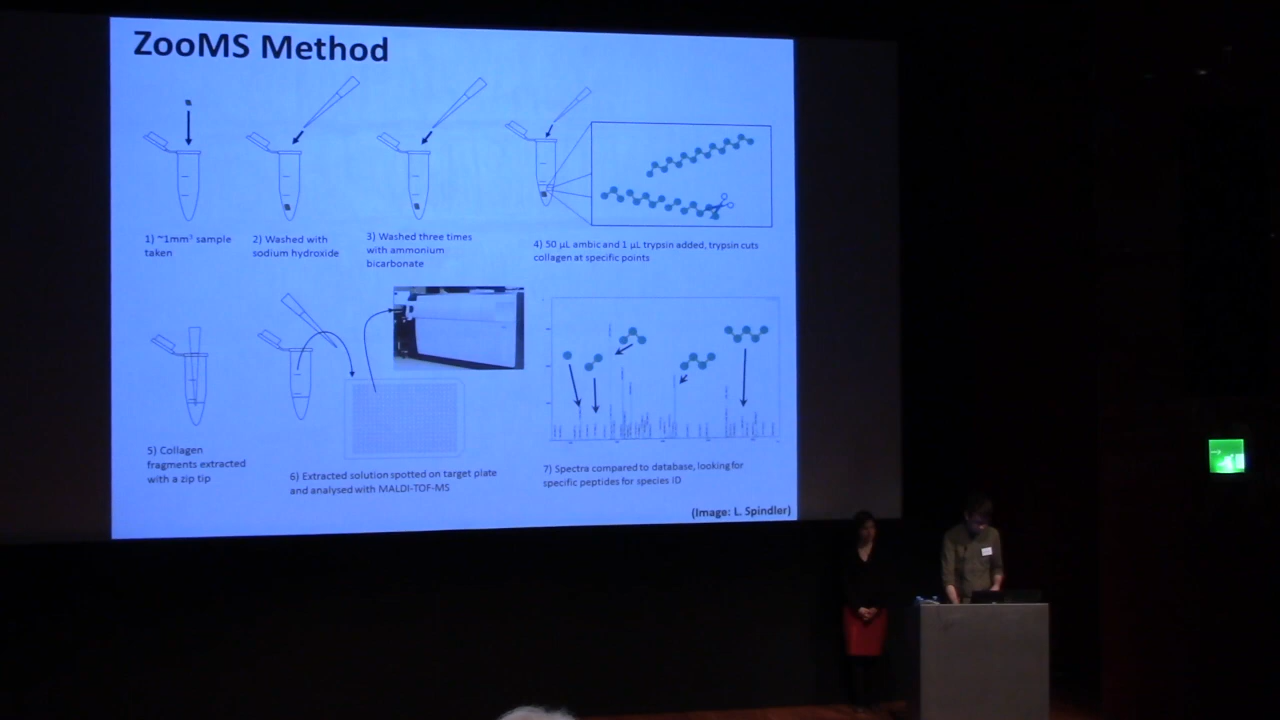 ZooMS Method
1) ~1mm³ sample
taken
2) Washed with
sodium hydroxide
3) Washed three times
with ammonium
bicarbonate
4) 50 µL ambic and 1 µL trypsin added, trypsin cuts
collagen at specific points
5) Collagen
fragments extracted
with a zip tip
6) Extracted solution spotted on target plate
and analysed with MALDI-TOF-MS
7) Spectra compared to database, looking for
specific peptides for species ID
(Image: L. Spindler)